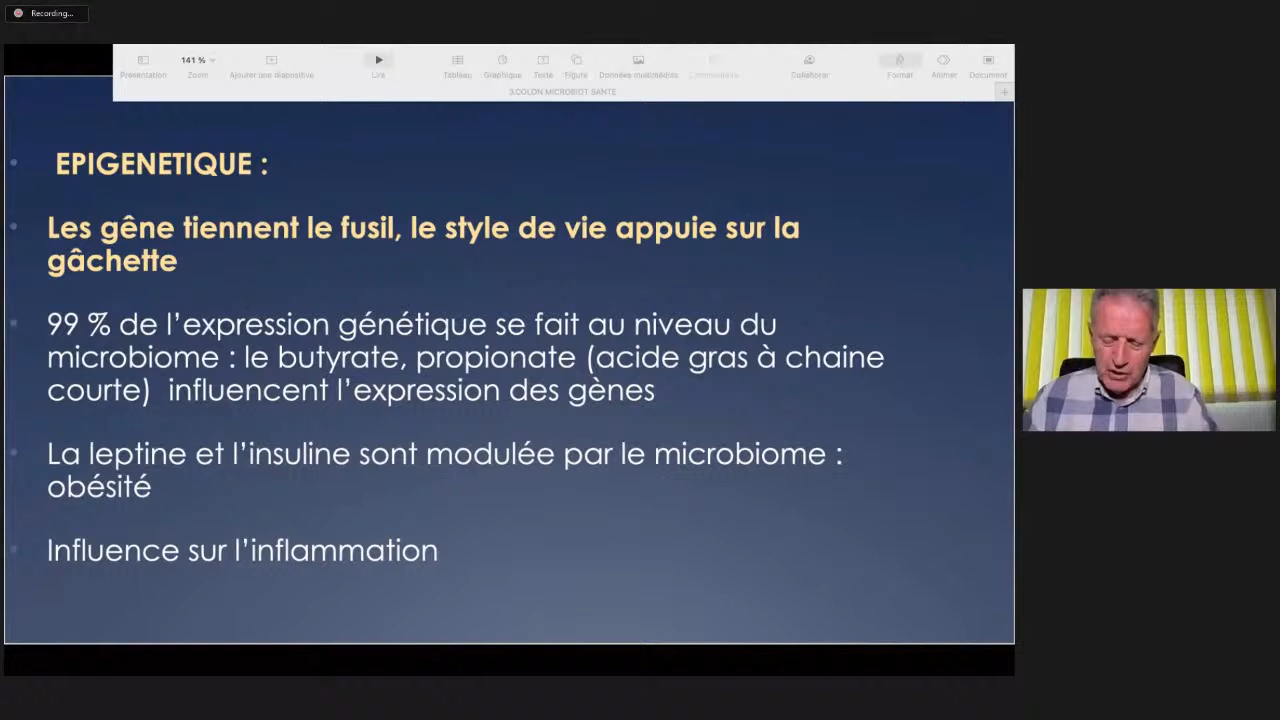 Recording...
141 %
Présentation
Zoom
Ajouter une diapositive
Lire
Tableau
Graphique
Texte
Figure
Données multimédias
Commentaire
Collaborer
Format
Animer
Document
3.COLON MICROBIOT SANTE
EPIGENETIQUE :
Les gêne tiennent le fusil, le style de vie appuie sur la
gâchette
99 % de l’expression génétique se fait au niveau du
microbiome : le butyrate, propionate (acide gras à chaine
courte) influencent l’expression des gènes
La leptine et l’insuline sont modulée par le microbiome :
obésité
Influence sur l’inflammation